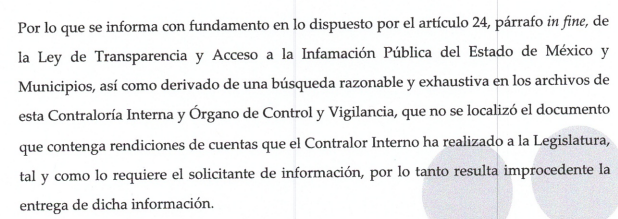 Por lo que se informa con fundamento en lo dispuesto por el artículo 24, párrafo in fine, de
la Ley de Transparencia y Acceso a la Infamación Pública del Estado de México y
Municipios, así como derivado de una búsqueda razonable y exhaustiva en los archivos de
esta Contraloría Interna y Órgano de Control y Vigilancia, que no se localizó el documento
que contenga rendiciones de cuentas que el Contralor Interno ha realizado a la Legislatura,
tal y como lo requiere el solicitante de información, por lo tanto resulta improcedente la
entrega de dicha información.